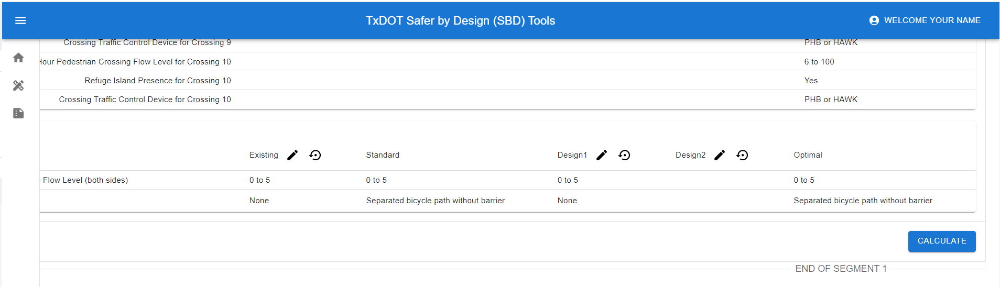 TxDOT Safer by Design (SBD) Tools
WELCOME YOUR NAME
Crossing Traffic Control Device for Crossing 9 PHB or HAWK
Hour Pedestrian Crossing Flow Level for Crossing 10 6 to 100
Refuge Island Presence for Crossing 10 Yes
Crossing Traffic Control Device for Crossing 10 PHB or HAWK
Existing Standard Design1 Design2 Optimal
Flow Level (both sides) 0 to 5 0 to 5 0 to 5 0 to 5
None Separated bicycle path without barrier None Separated bicycle path without barrier
CALCULATE
END OF SEGMENT 1